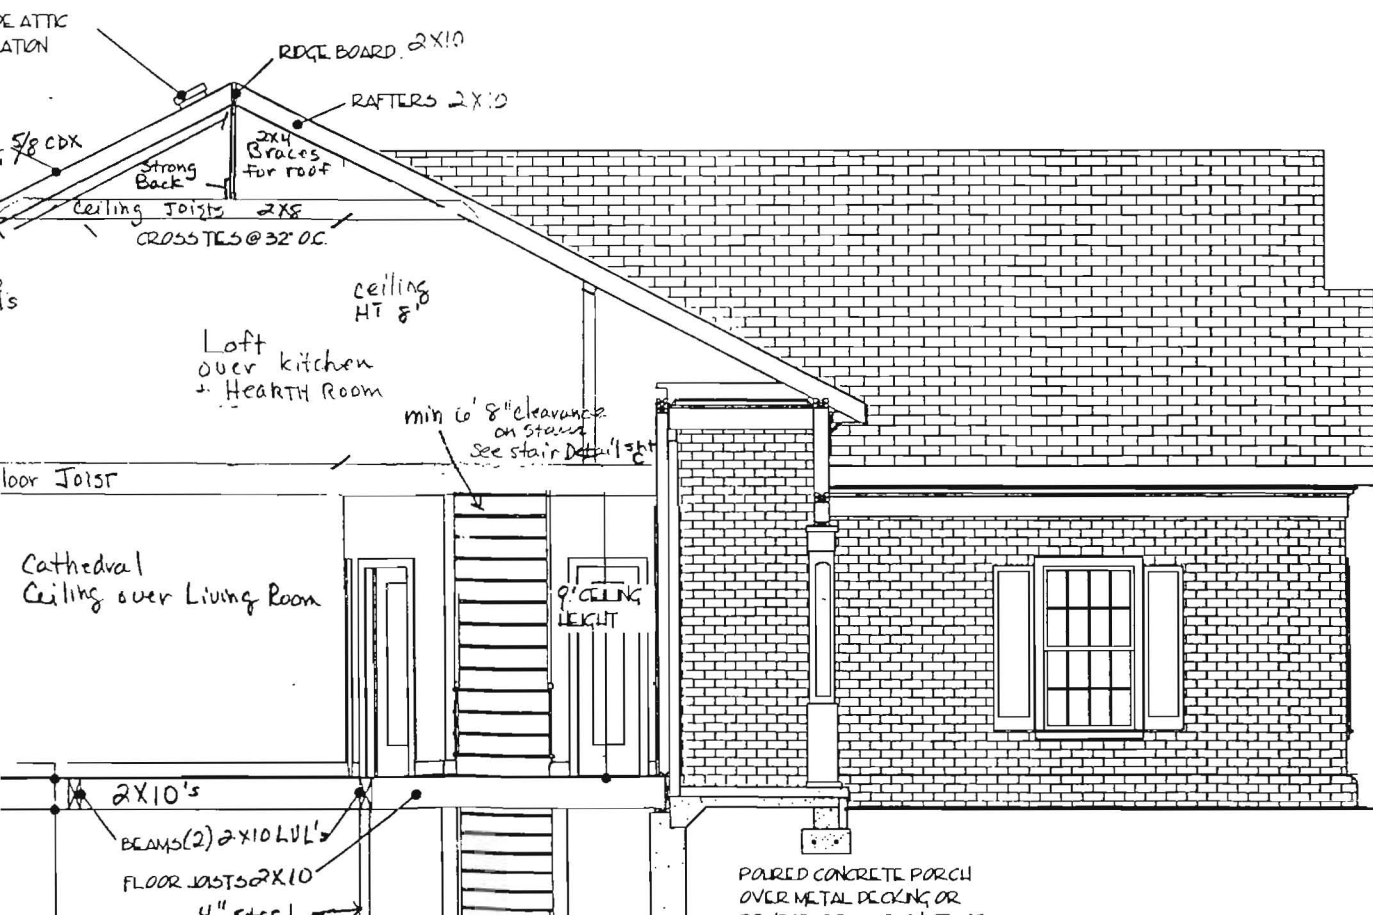 ATTIC
RIDGE BOARD. 2X10
RAFTERS 2X10
5/8 CDX
2X4
Braces
for roof
Strong
Back
Ceiling Joists 2X8
CROSS TIES @ 32" O.C.
ceiling
HT 8'
Loft
over kitchen
+ HEARTH ROOM
min 6' 8" clearance
on stairs
See stair Detail sht
C
loor JOIST
Cathedral
Ceiling over Living Room
9' CEILING
HEIGHT
2X10's
BEAMS (2) 2X10 LVL's
FLOOR JOISTS 2X10
4" steel
POURED CONCRETE PORCH
OVER METAL DECKING OR